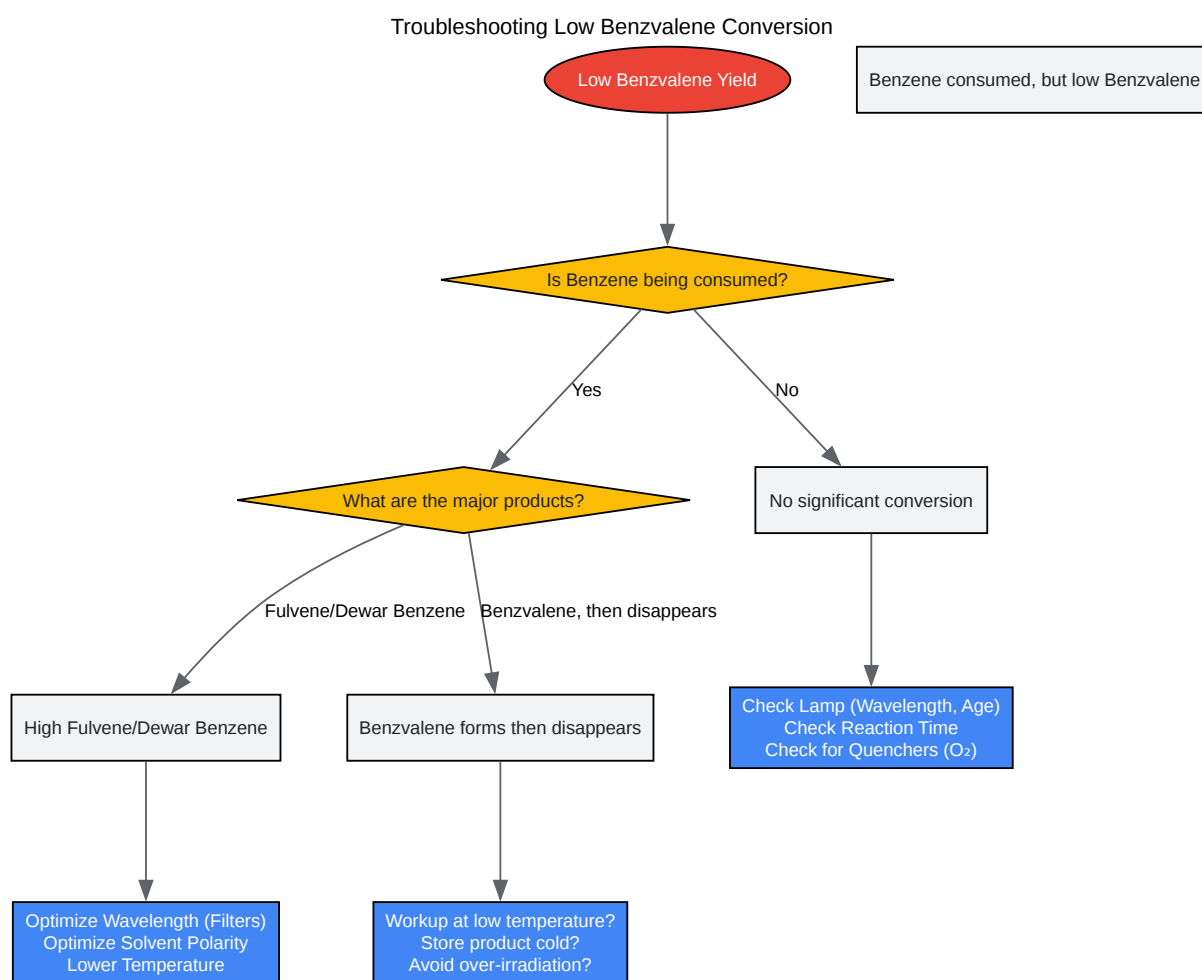 Troubleshooting Low Benzvalene Conversion
Low Benzvalene Yield
Benzene consumed, but low Benzvalene
Is Benzene being consumed?
Yes
No
What are the major products?
No significant conversion
Fulvene/Dewar Benzene
Benzvalene, then disappears
High Fulvene/Dewar Benzene
Benzvalene forms then disappears
Check Lamp (Wavelength, Age)
Check Reaction Time
Check for Quenchers (O₂)
Optimize Wavelength (Filters)
Optimize Solvent Polarity
Lower Temperature
Workup at low temperature?
Store product cold?
Avoid over-irradiation?